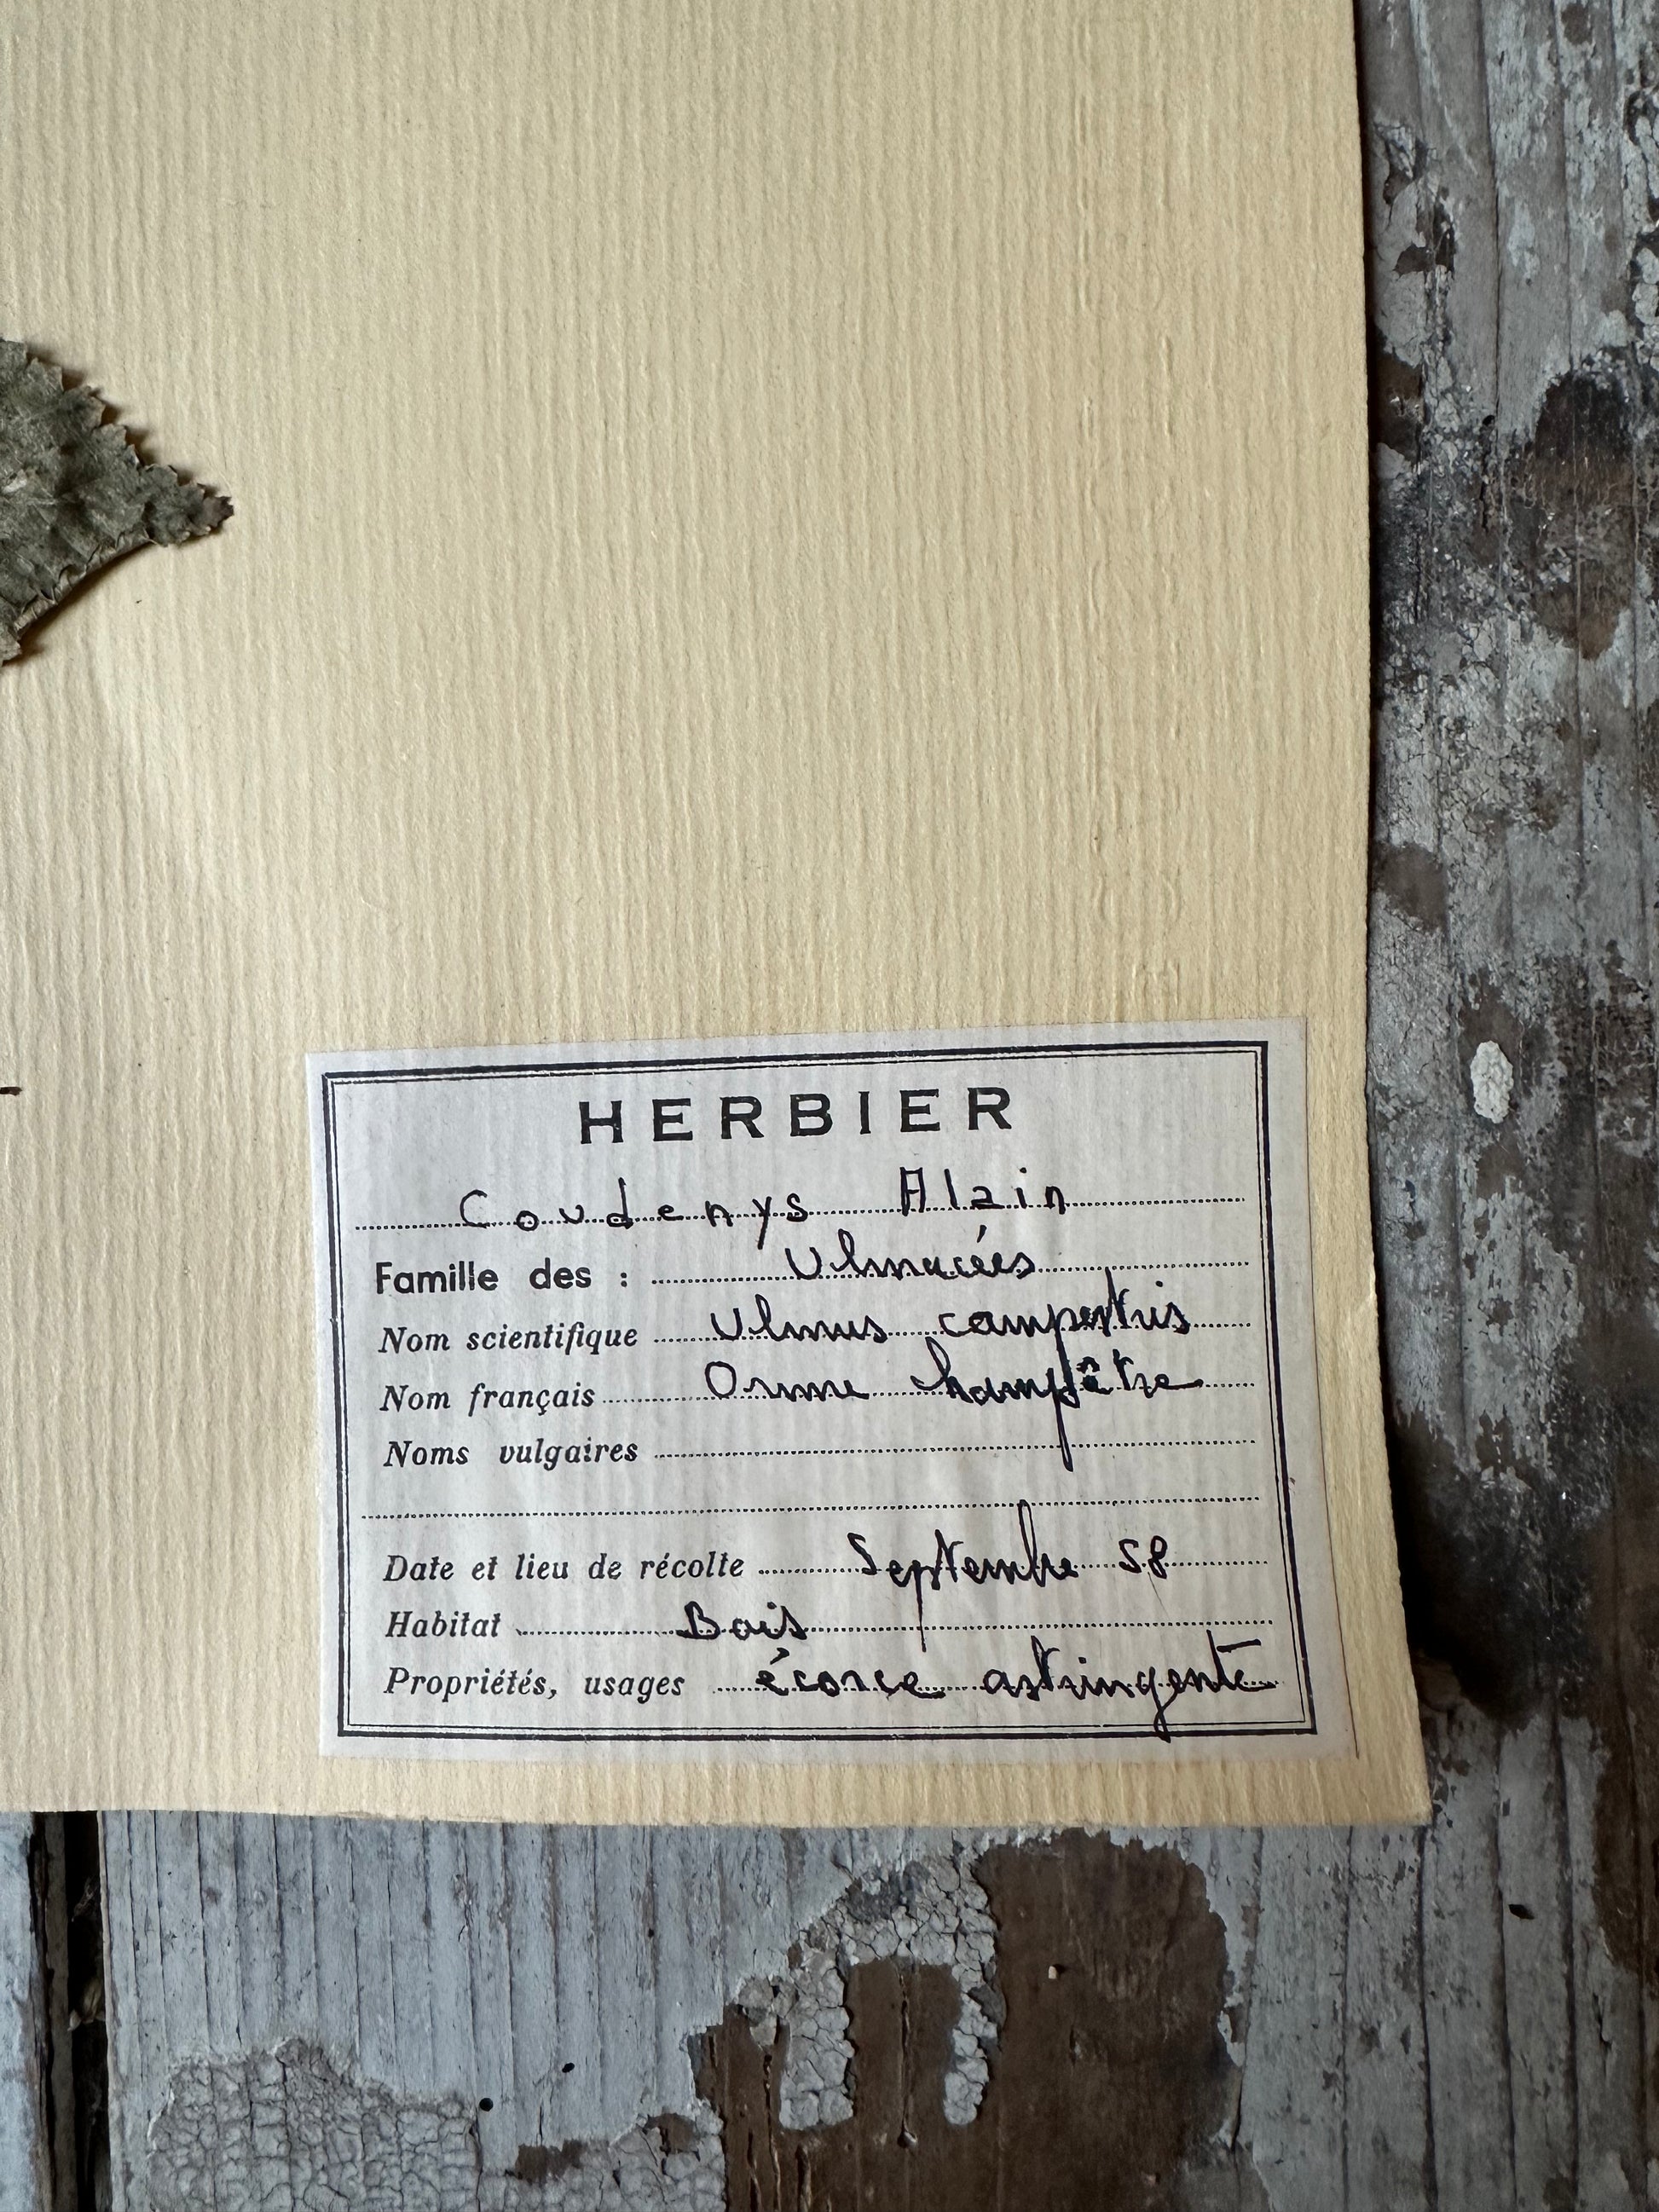 HERBIER
Coudenys Alain
Famille des : Ulmacées
Nom scientifique Ulmus campestris
Nom français Orme champêtre
Noms vulgaires
Date et lieu de récolte Septembre 58
Habitat Bois
Propriétés, usages écorce astringente